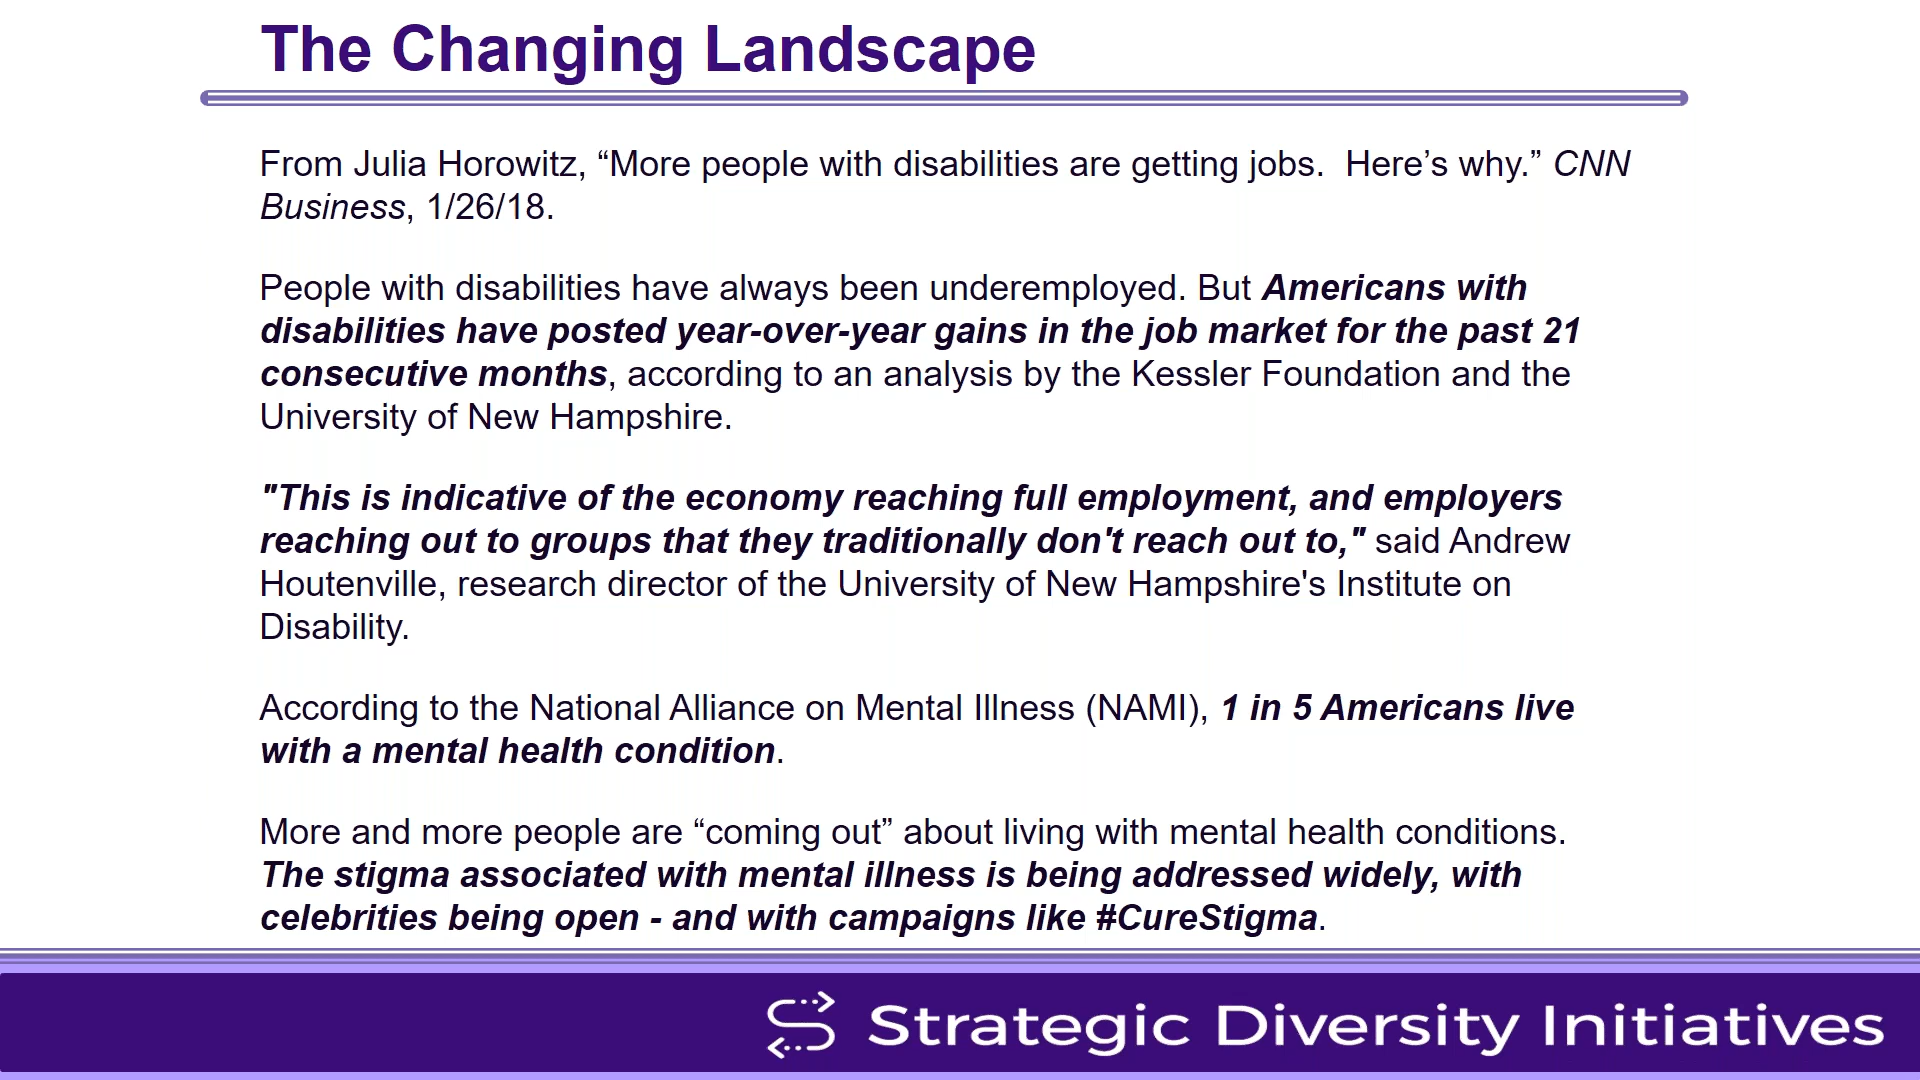 The Changing Landscape
From Julia Horowitz, “More people with disabilities are getting jobs.  Here’s why.” CNN
Business, 1/26/18.
People with disabilities have always been underemployed. But Americans with
disabilities have posted year-over-year gains in the job market for the past 21
consecutive months, according to an analysis by the Kessler Foundation and the
University of New Hampshire.
"This is indicative of the economy reaching full employment, and employers
reaching out to groups that they traditionally don't reach out to," said Andrew
Houtenville, research director of the University of New Hampshire's Institute on
Disability.
According to the National Alliance on Mental Illness (NAMI), 1 in 5 Americans live
with a mental health condition.
More and more people are “coming out” about living with mental health conditions.
The stigma associated with mental illness is being addressed widely, with
celebrities being open - and with campaigns like #CureStigma.
Strategic Diversity Initiatives